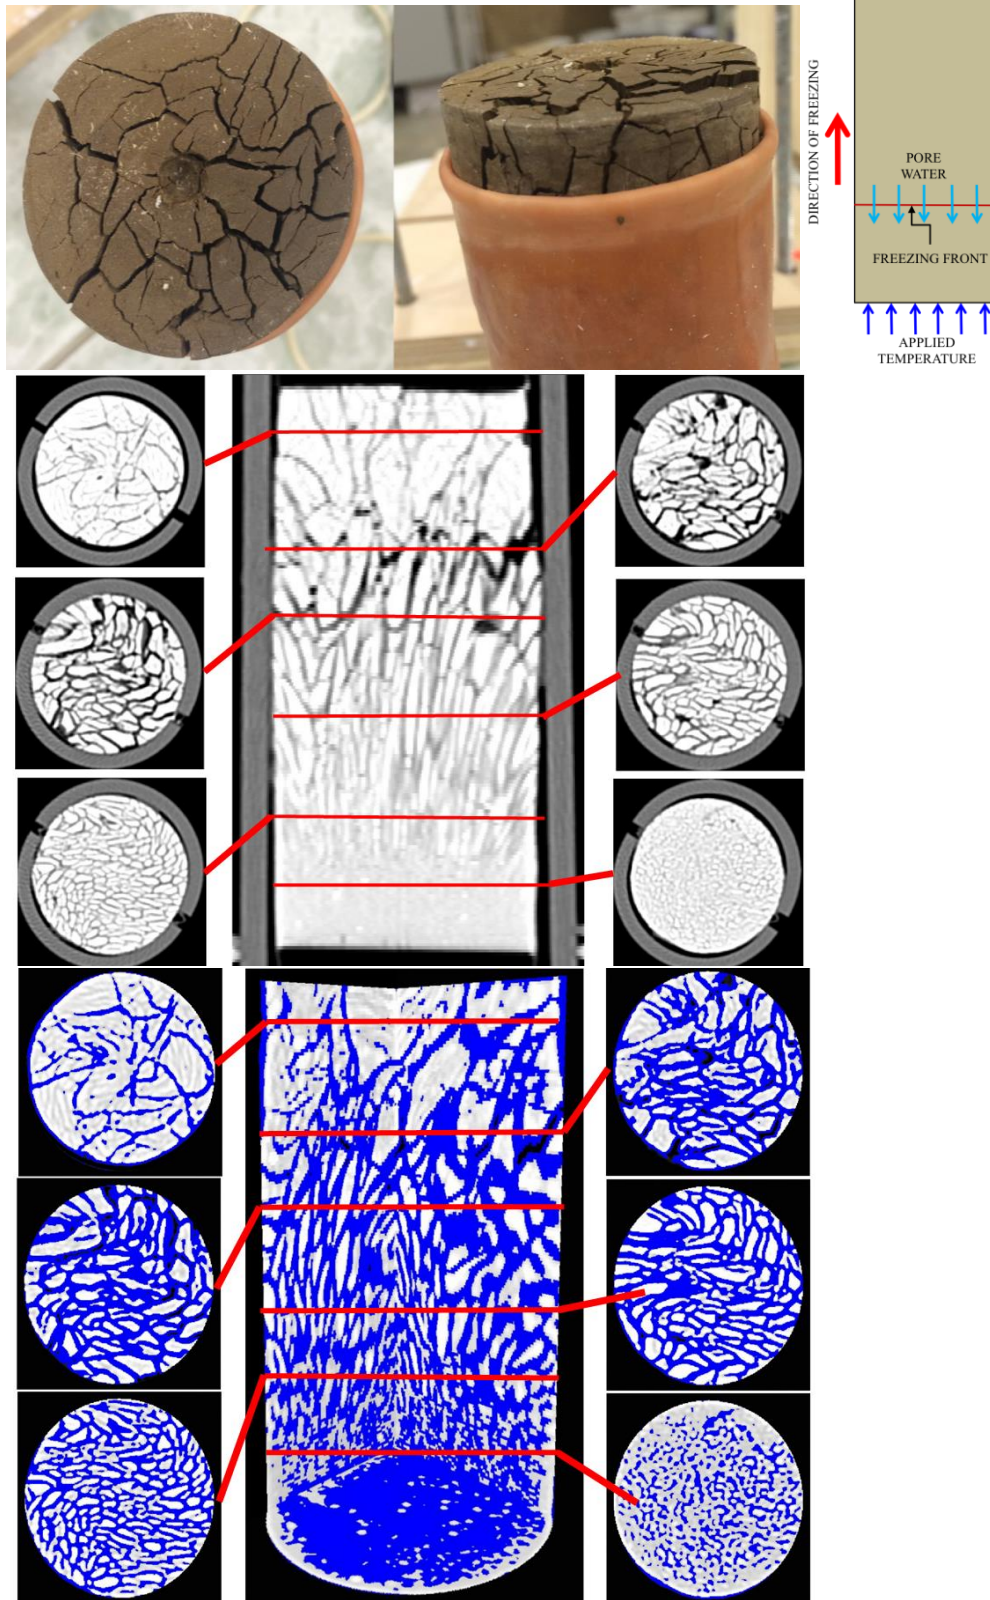 DIRECTION OF FREEZING
PORE
WATER
FREEZING FRONT
APPLIED
TEMPERATURE